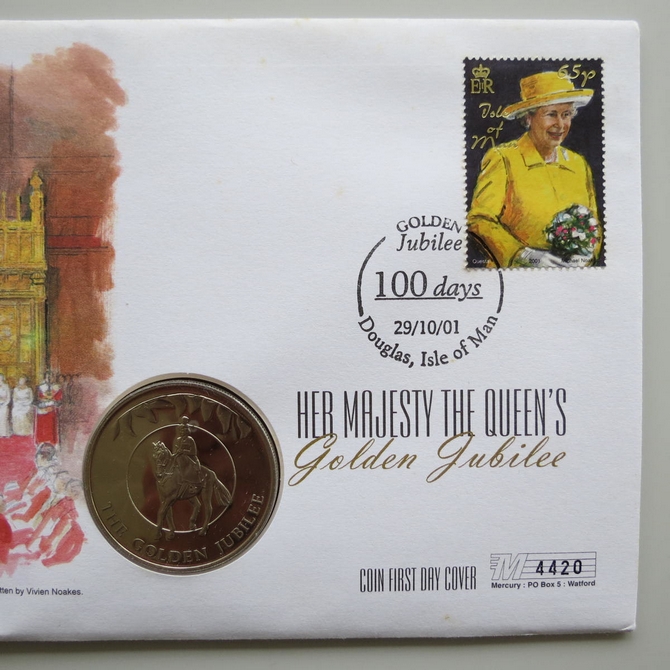 65p
EIIR
Isle
of
Man
2001
GOLDEN
Jubilee
100 days
29/10/01
Douglas, Isle of Man
HER MAJESTY THE QUEEN'S
Golden Jubilee
THE GOLDEN JUBILEE
COIN FIRST DAY COVER
M 4420
Mercury : PO Box 5 : Watford
tten by Vivien Noakes.